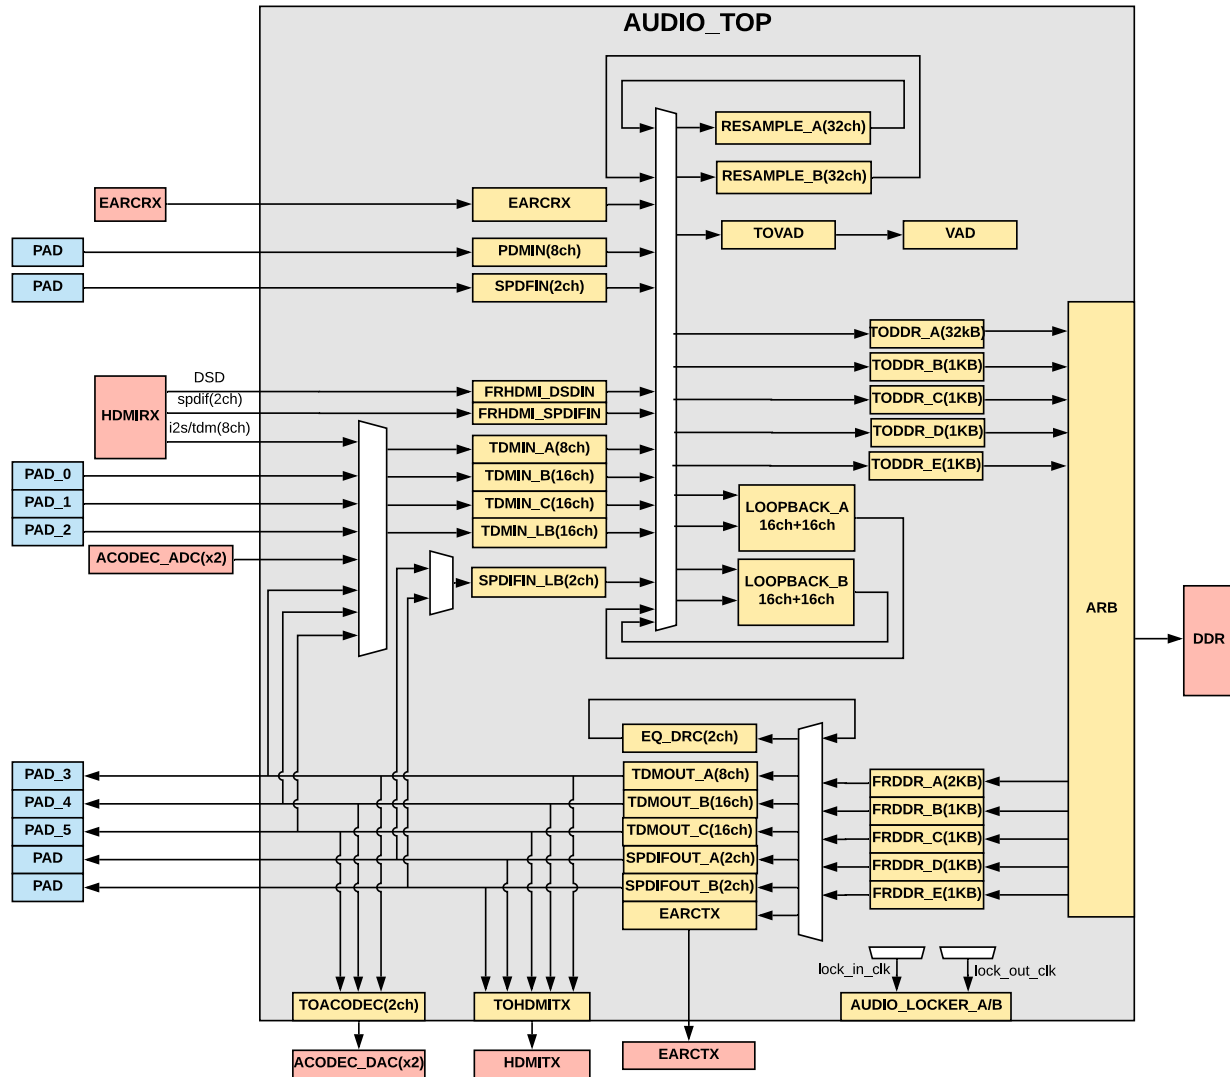 AUDIO_TOP
RESAMPLE_A(32ch)
RESAMPLE_B(32ch)
EARCRX
EARCRX
TOVAD
VAD
PAD
PDMIN(8ch)
PAD
SPDFIN(2ch)
TODDR_A(32kB)
TODDR_B(1KB)
TODDR_C(1KB)
TODDR_D(1KB)
TODDR_E(1KB)
HDMIRX
DSD
spdif(2ch)
i2s/tdm(8ch)
FRHDMI_DSDIN
FRHDMI_SPDIFIN
TDMIN_A(8ch)
TDMIN_B(16ch)
TDMIN_C(16ch)
TDMIN_LB(16ch)
PAD_0
PAD_1
PAD_2
ACODEC_ADC(x2)
SPDIFIN_LB(2ch)
LOOPBACK_A
16ch+16ch
LOOPBACK_B
16ch+16ch
ARB
DDR
EQ_DRC(2ch)
PAD_3
PAD_4
PAD_5
PAD
PAD
TDMOUT_A(8ch)
TDMOUT_B(16ch)
TDMOUT_C(16ch)
SPDIFOUT_A(2ch)
SPDIFOUT_B(2ch)
EARCTX
FRDDR_A(2KB)
FRDDR_B(1KB)
FRDDR_C(1KB)
FRDDR_D(1KB)
FRDDR_E(1KB)
lock_in_clk
lock_out_clk
TOACODEC(2ch)
TOHDMITX
AUDIO_LOCKER_A/B
ACODEC_DAC(x2)
HDMITX
EARCTX